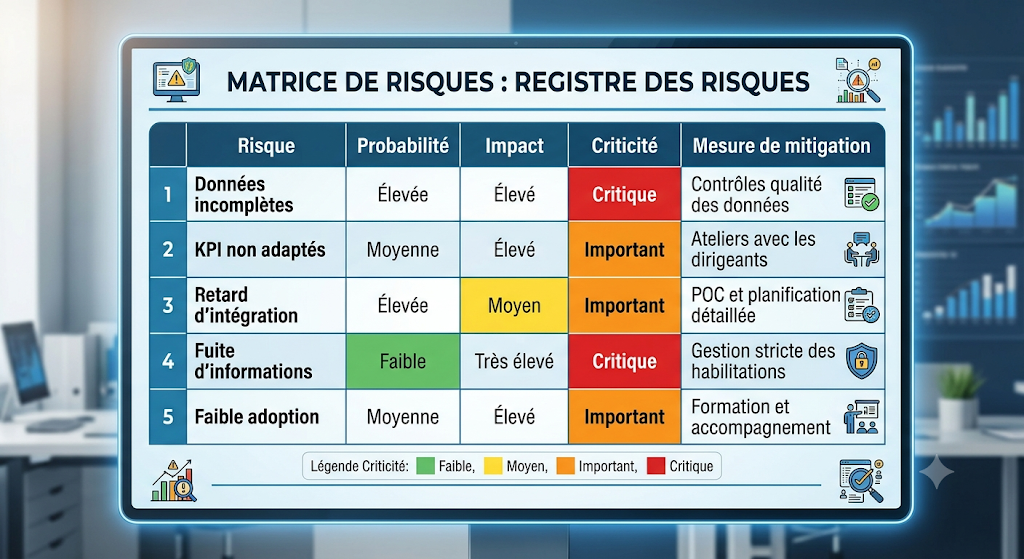 MATRICE DE RISQUES : REGISTRE DES RISQUES
Risque Probabilité Impact Criticité Mesure de mitigation
1 Données incomplètes Élevée Élevé Critique Contrôles qualité des données
2 KPI non adaptés Moyenne Élevé Important Ateliers avec les dirigeants
3 Retard d'intégration Élevée Moyen Important POC et planification détaillée
4 Fuite d'informations Faible Très élevé Critique Gestion stricte des habilitations
5 Faible adoption Moyenne Élevé Important Formation et accompagnement
Légende Criticité: Faible, Moyen, Important, Critique